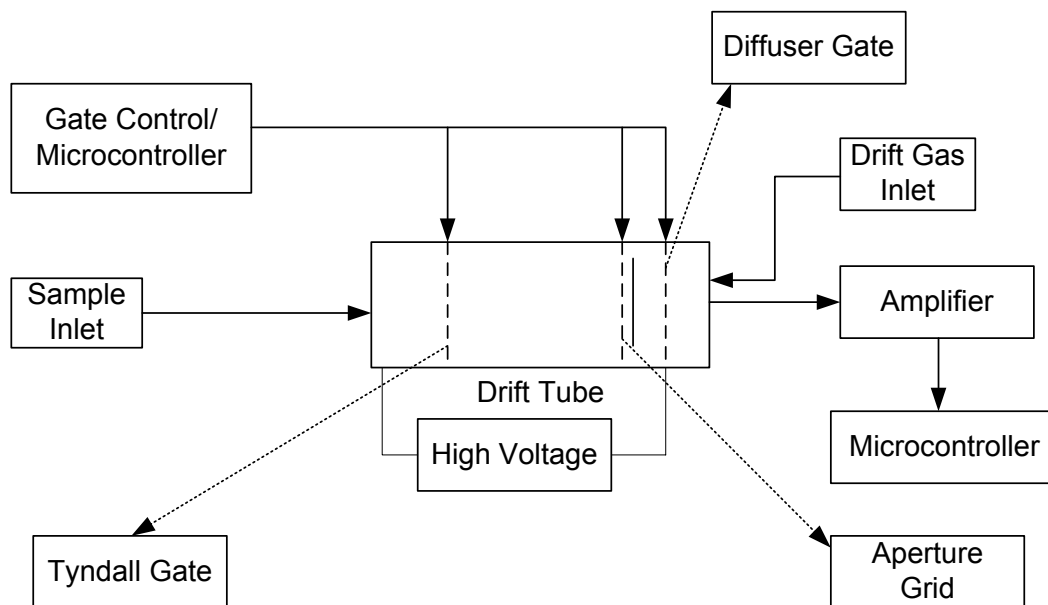 Diffuser Gate
Gate Control/
Microcontroller
Drift Gas
Inlet
Sample
Inlet
Amplifier
Drift Tube
High Voltage
Microcontroller
Tyndall Gate
Aperture
Grid